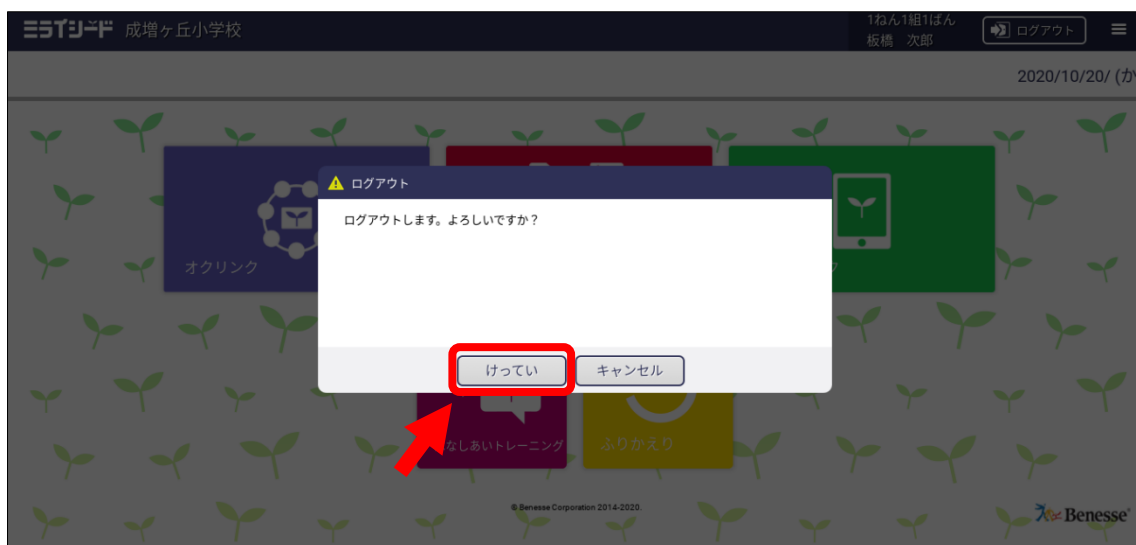 ミライシード 成増ヶ丘小学校
1ねん1組1ばん
板橋 次郎
ログアウト
2020/10/20/ (か
ログアウト
ログアウトします。よろしいですか？
オクリンク
けってい
キャンセル
なしあいトレーニング
ふりかえり
© Benesse Corporation 2014-2020.
Benesse